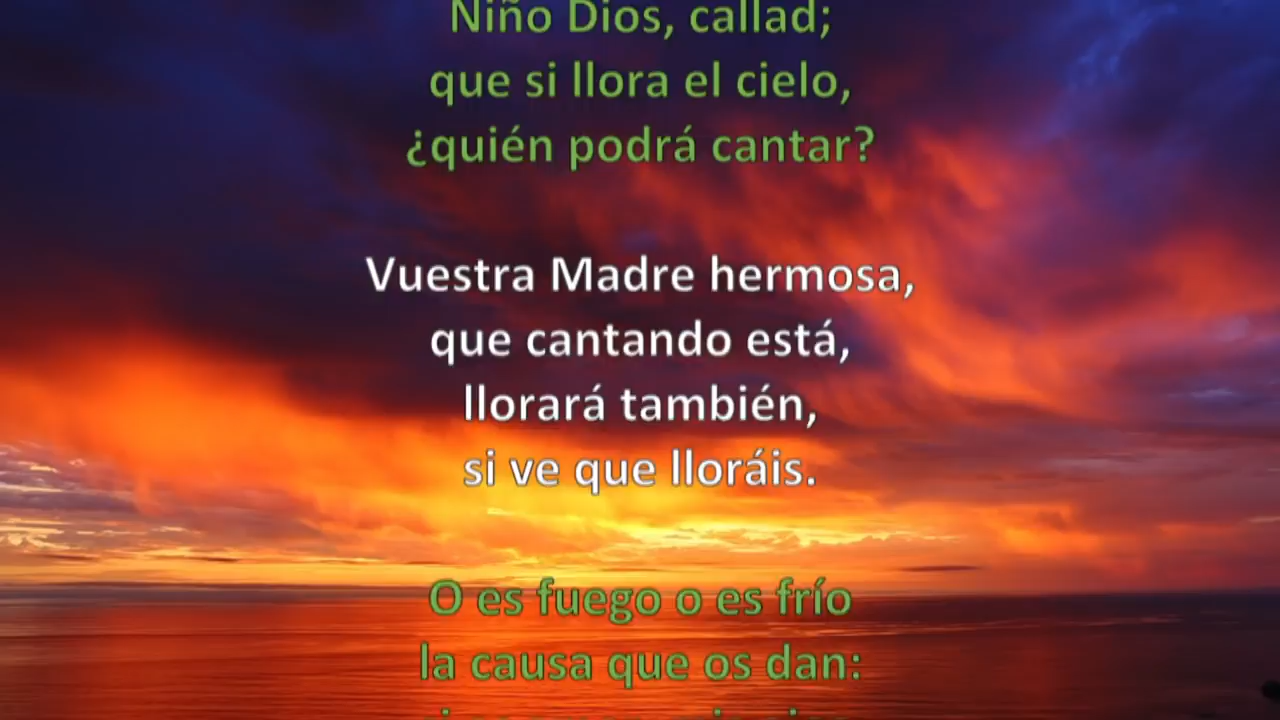 Niño Dios, callad;
que si llora el cielo,
¿quién podrá cantar?
Vuestra Madre hermosa,
que cantando está,
llorará también,
si ve que lloráis.
O es fuego o es frío
la causa que os dan: